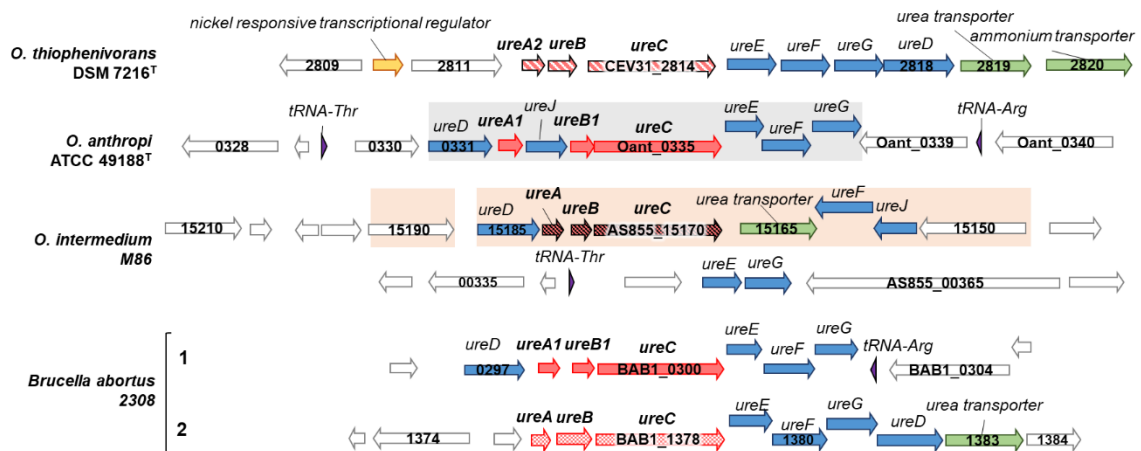 nickel responsive transcriptional regulator
urea transporter
ammonium transporter
O. thiophenivorans
DSM 7216T
ureA2 ureB ureC ureE ureF ureG ureD
2809 2811 CEV31_2814 2818 2819 2820
O. anthropi
ATCC 49188T
tRNA-Thr ureD ureA1 ureJ ureB1 ureC ureE ureF ureG tRNA-Arg
0328 0330 0331 Oant_0335 Oant_0339 Oant_0340
O. intermedium
M86
ureD ureA ureB ureC urea transporter ureF ureJ
15210 15190 15185 AS855_15170 15165 15150
tRNA-Thr ureE ureG
00335 AS855_00365
Brucella abortus
2308
1
ureD ureA1 ureB1 ureC ureE ureF ureG tRNA-Arg
0297 BAB1_0300 BAB1_0304
2
ureA ureB ureC ureE ureF ureG ureD urea transporter
1374 BAB1_1378 1380 1383 1384